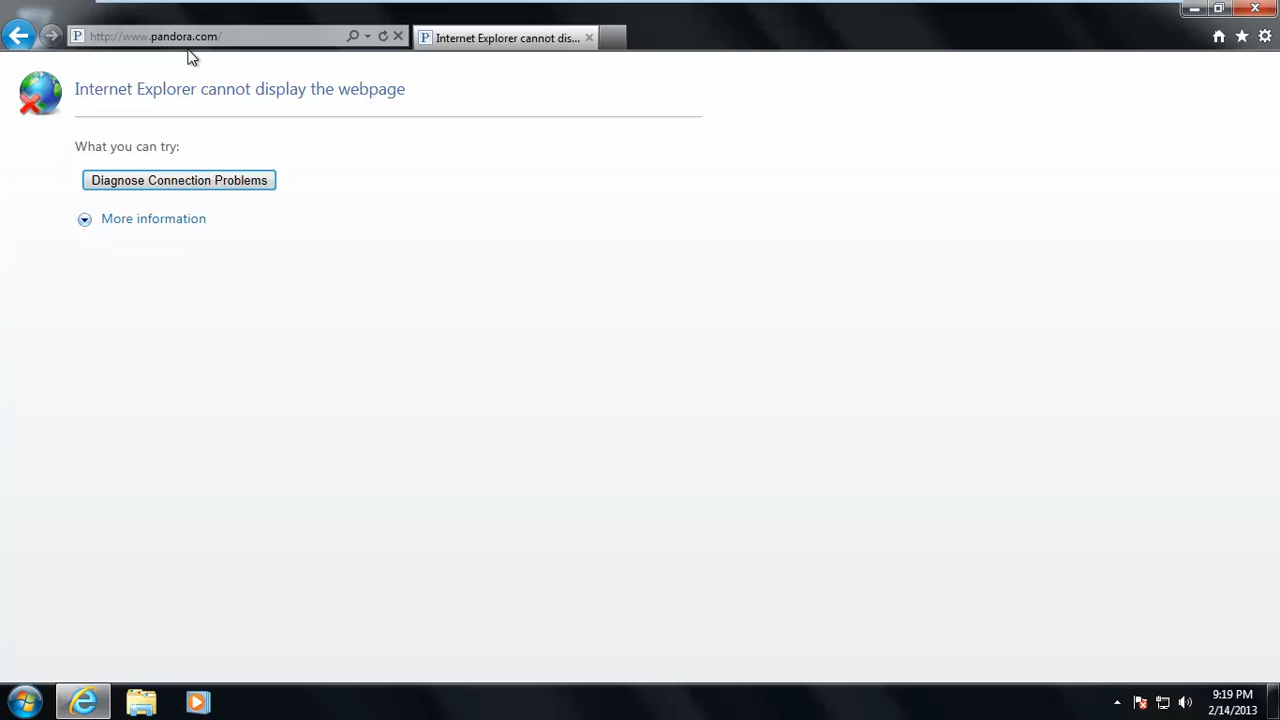 http://www.pandora.com/
Internet Explorer cannot dis...
Internet Explorer cannot display the webpage
What you can try:
Diagnose Connection Problems
More information
9:19 PM
2/14/2013